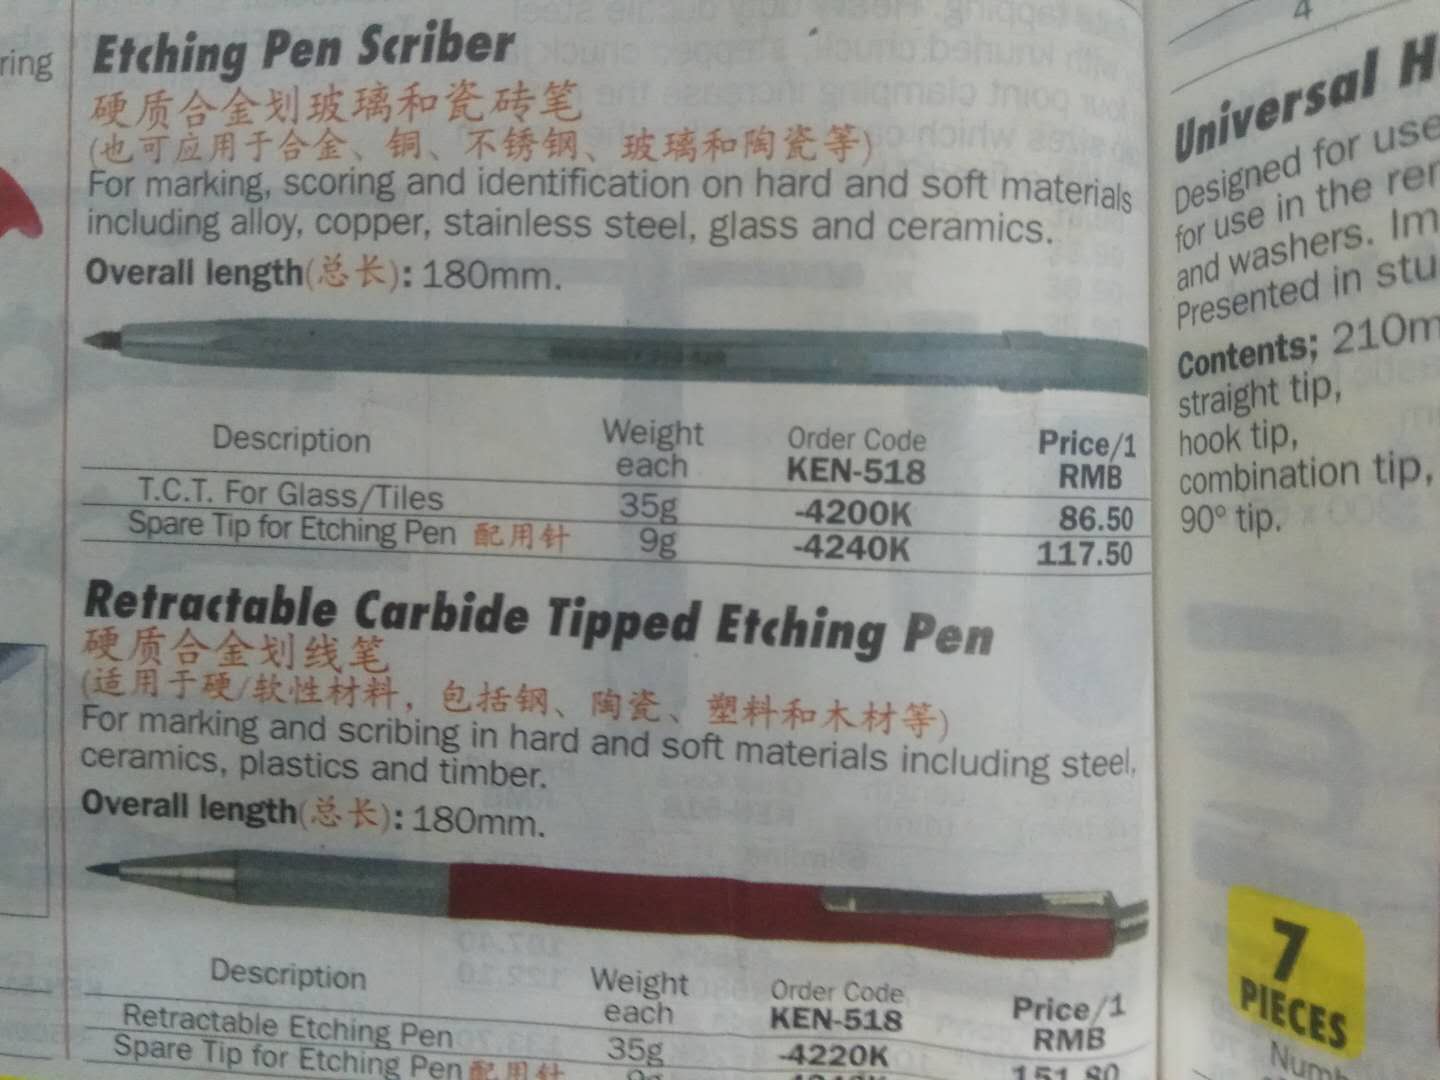 ring
Etching Pen Scriber
硬质合金划玻璃和瓷砖笔
(也可应用于合金、铜、不锈钢、玻璃和陶瓷等)
For marking, scoring and identification on hard and soft materials
including alloy, copper, stainless steel, glass and ceramics.
Overall length(总长): 180mm.
Description Weight each Order Code KEN-518 Price/1 RMB
T.C.T. For Glass/Tiles 35g -4200K 86.50
Spare Tip for Etching Pen 配用针 9g -4240K 117.50
Retractable Carbide Tipped Etching Pen
硬质合金划线笔
(适用于硬/软性材料，包括钢、陶瓷、塑料和木材等)
For marking and scribing in hard and soft materials including steel,
ceramics, plastics and timber.
Overall length(总长): 180mm.
Description Weight each Order Code KEN-518 Price/1 RMB
Retractable Etching Pen 35g -4220K 151.80
Spare Tip for Etching Pen 配用针
4
Universal H
Designed for use
for use in the rer
and washers. Im
Presented in stu
Contents; 210m
straight tip,
hook tip,
combination tip,
90° tip.
7
PIECES
Numb